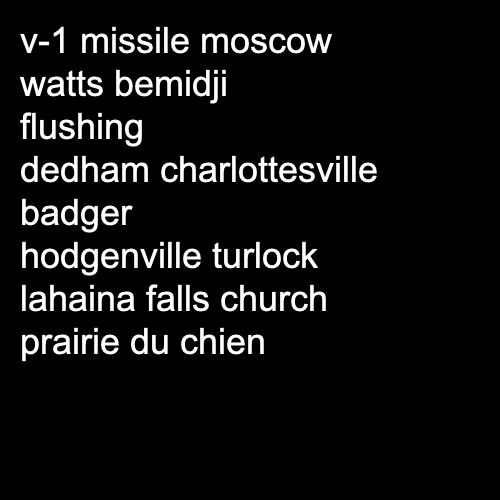 v-1 missile moscow
watts bemidji
flushing
dedham charlottesville
badger
hodgenville turlock
lahaina falls church
prairie du chien